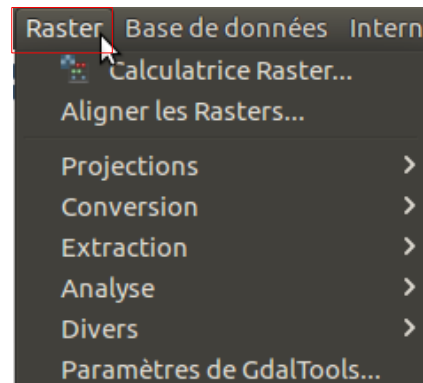 Raster Base de données Intern
Calculatrice Raster...
Aligner les Rasters...
Projections
Conversion
Extraction
Analyse
Divers
Paramètres de GdalTools...